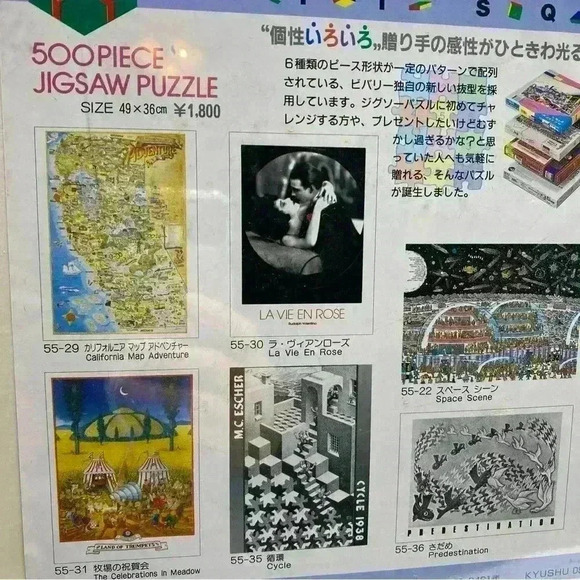 S Q
500PIECE
JIGSAW PUZZLE
SIZE 49×36cm ¥1,800
"個性いろいろ„贈り手の感性がひときわ光る
6種類のピース形状が一定のパターンで配列
されている、ビバリー独自の新しい抜型を採
用しています。ジグソーパズルに初めてチャ
レンジする方や、プレゼントしたいけどむず
かし過ぎるかな?と思
っていた人へも気軽に
贈れる、そんなパズル
が誕生しました。
ADVENTURE
55-29 カリフォルニア マップ アドベンチャー
California Map Adventure
LA VIE EN ROSE
Rudolph Valentino
55-30 ラ・ヴィアンローズ
La Vie En Rose
55-22 スペース シーン
Space Scene
LAND OF TRUMPETS
55-31 牧場の祝賀会
The Celebrations in Meadow
M.C. ESCHER
CYCLE 1938
55-35 循環
Cycle
PREDESTINATION
55-36 さだめ
Predestination
KYUSHU